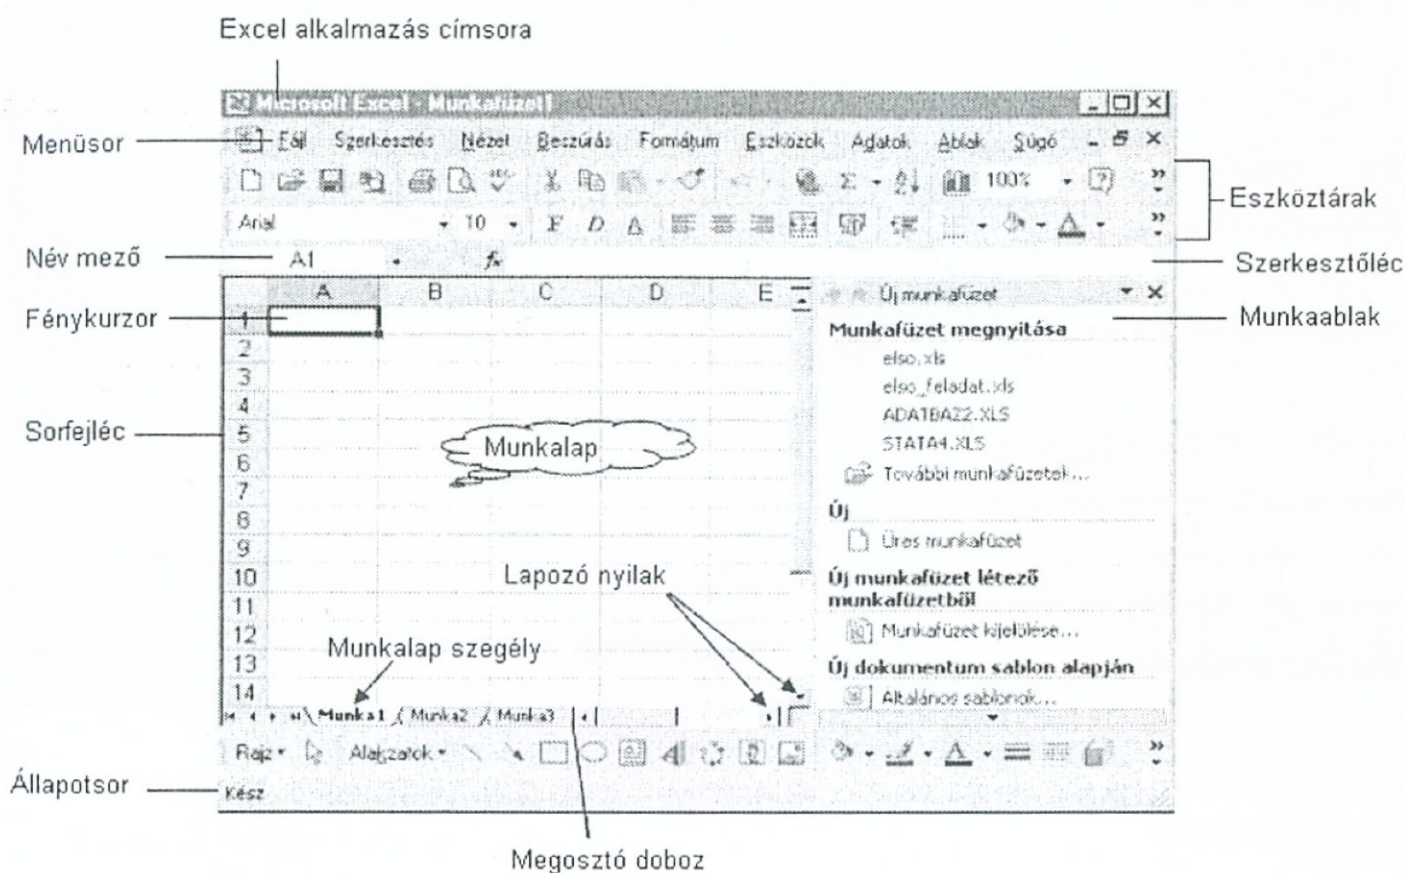 Excel alkalmazás címsora
Microsoft Excel - Munkafüzet1
Menüsor
Fájl Szerkesztés Nézet Beszúrás Formátum Eszközök Adatok Ablak Súgó
100%
Eszköztárak
Arial 10 F D A
Név mező
A1 fx
Szerkesztőléc
A B C D E
Új munkafüzet
Fénykurzor
Munkaablak
1
Munkafüzet megnyitása
2
elso.xls
3
elso_feladat.xls
4
ADATBAZ2.XLS
Sorfejléc
5
Munkalap
STATA4.XLS
6
További munkafüzetek...
7
8
Új
9
Üres munkafüzet
10
Lapozó nyilak
Új munkafüzet létező
munkafüzetből
11
12
Munkafüzet kijelölése...
Munkalap szegély
13
Új dokumentum sablon alapján
14
Általános sablonok...
Munka1 Munka2 Munka3
Rajz Alakzatok
Állapotsor
Kész
Megosztó doboz